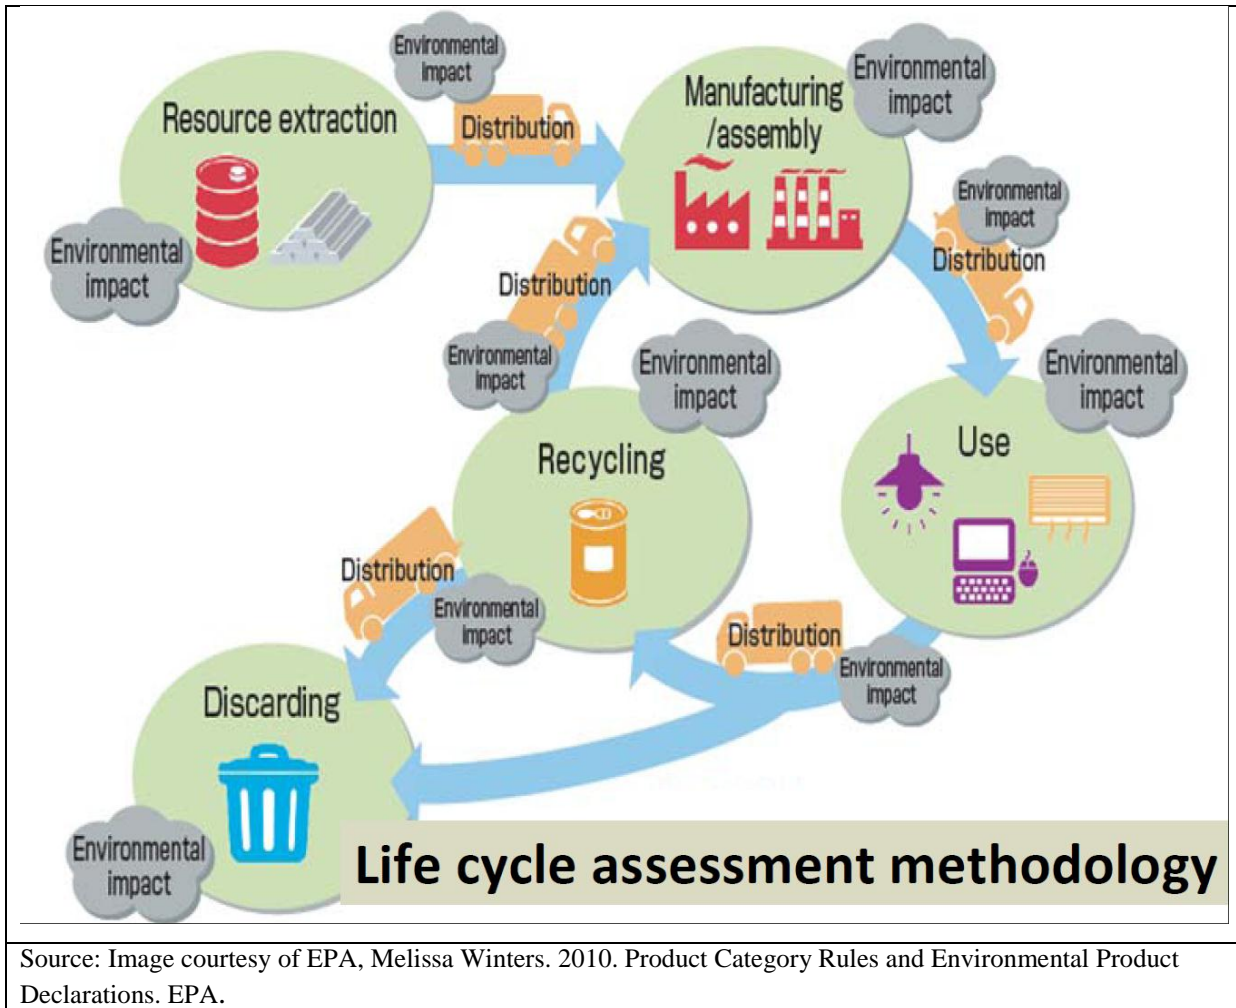 Environmental
impact
Resource extraction
Distribution
Manufacturing
/assembly
Environmental
impact
Environmental
impact
Environmental
impact
Distribution
Distribution
Environmental
impact
Environmental
impact
Environmental
impact
Recycling
Use
Distribution
Environmental
impact
Distribution
Environmental
impact
Discarding
Environmental
impact
Life cycle assessment methodology
Source: Image courtesy of EPA, Melissa Winters. 2010. Product Category Rules and Environmental Product
Declarations. EPA.